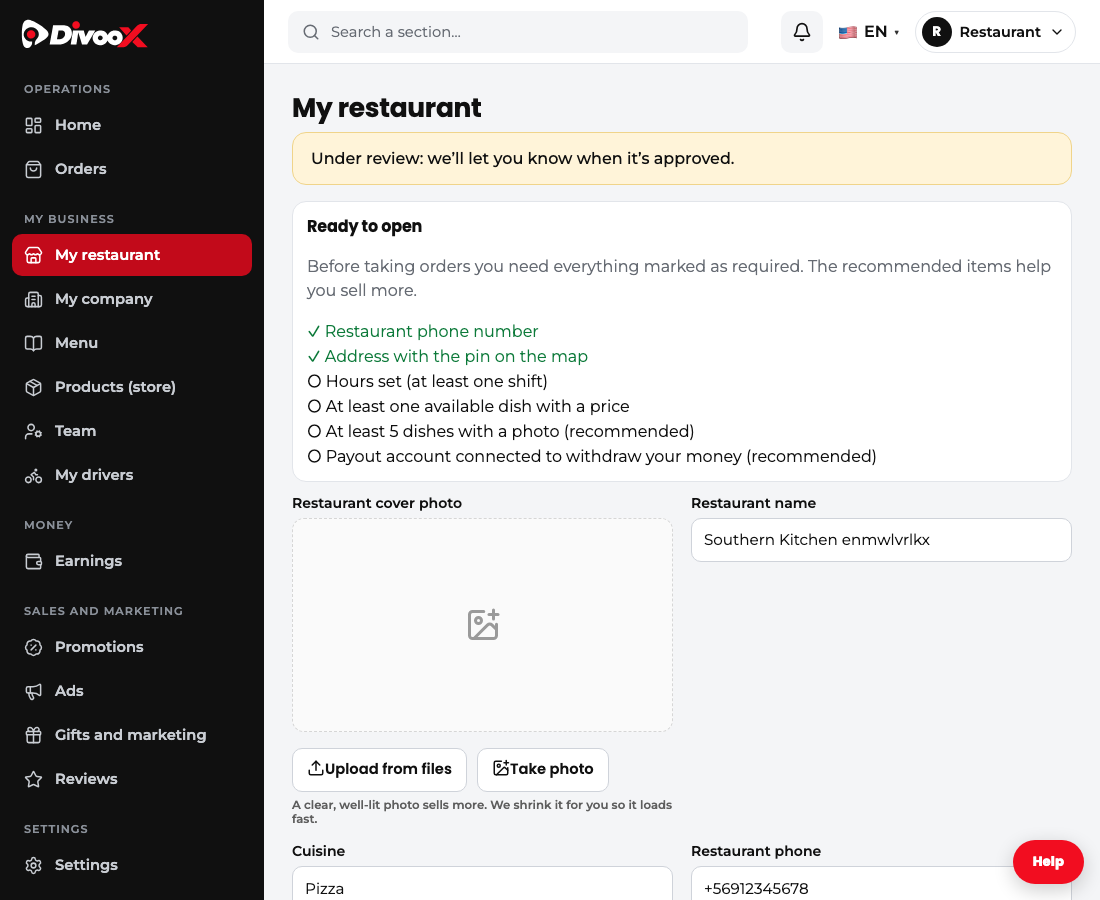 DivooX
OPERATIONS
Home
Orders
MY BUSINESS
My restaurant
My company
Menu
Products (store)
Team
My drivers
MONEY
Earnings
SALES AND MARKETING
Promotions
Ads
Gifts and marketing
Reviews
SETTINGS
Settings
Search a section...
EN
R Restaurant
My restaurant
Under review: we’ll let you know when it’s approved.
Ready to open
Before taking orders you need everything marked as required. The recommended items help
you sell more.
✓ Restaurant phone number
✓ Address with the pin on the map
○ Hours set (at least one shift)
○ At least one available dish with a price
○ At least 5 dishes with a photo (recommended)
○ Payout account connected to withdraw your money (recommended)
Restaurant cover photo
Upload from files
Take photo
A clear, well-lit photo sells more. We shrink it for you so it loads
fast.
Restaurant name
Southern Kitchen enmwlvrlkx
Cuisine
Pizza
Restaurant phone
+56912345678
Help